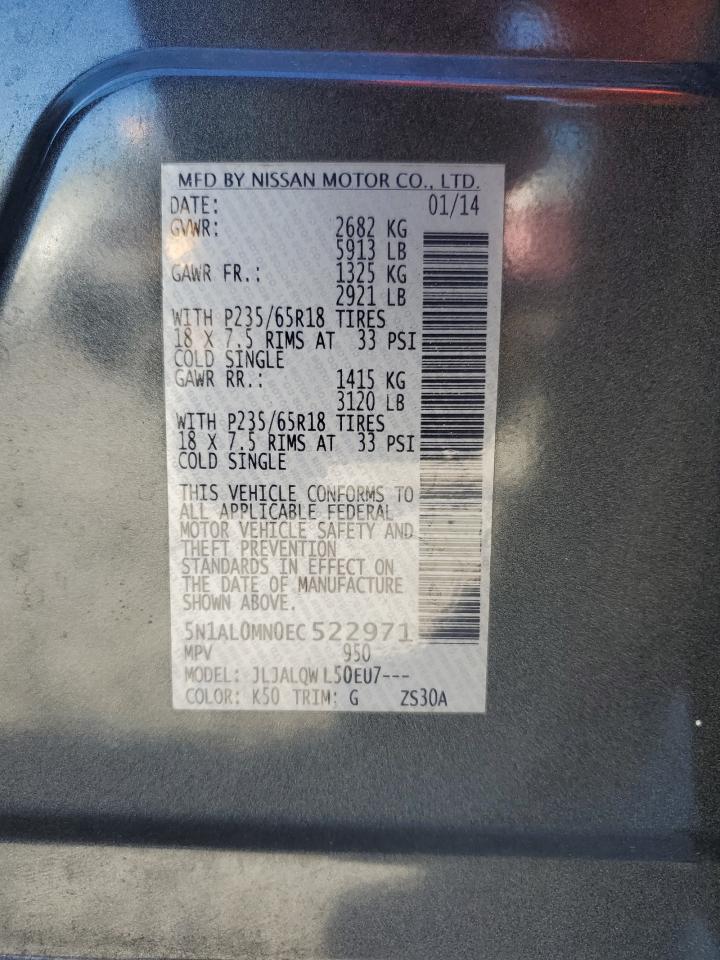 MFD BY NISSAN MOTOR CO., LTD.
DATE: 01/14
GVWR: 2682 KG
5913 LB
GAWR FR.: 1325 KG
2921 LB
WITH P235/65R18 TIRES
18 X 7.5 RIMS AT 33 PSI
COLD SINGLE
GAWR RR.: 1415 KG
3120 LB
WITH P235/65R18 TIRES
18 X 7.5 RIMS AT 33 PSI
COLD SINGLE
THIS VEHICLE CONFORMS TO
ALL APPLICABLE FEDERAL
MOTOR VEHICLE SAFETY AND
THEFT PREVENTION
STANDARDS IN EFFECT ON
THE DATE OF MANUFACTURE
SHOWN ABOVE.
5N1AL0MN0EC 522971
MPV 950
MODEL: JLJALQW L50EU7---
COLOR: K50 TRIM: G ZS30A